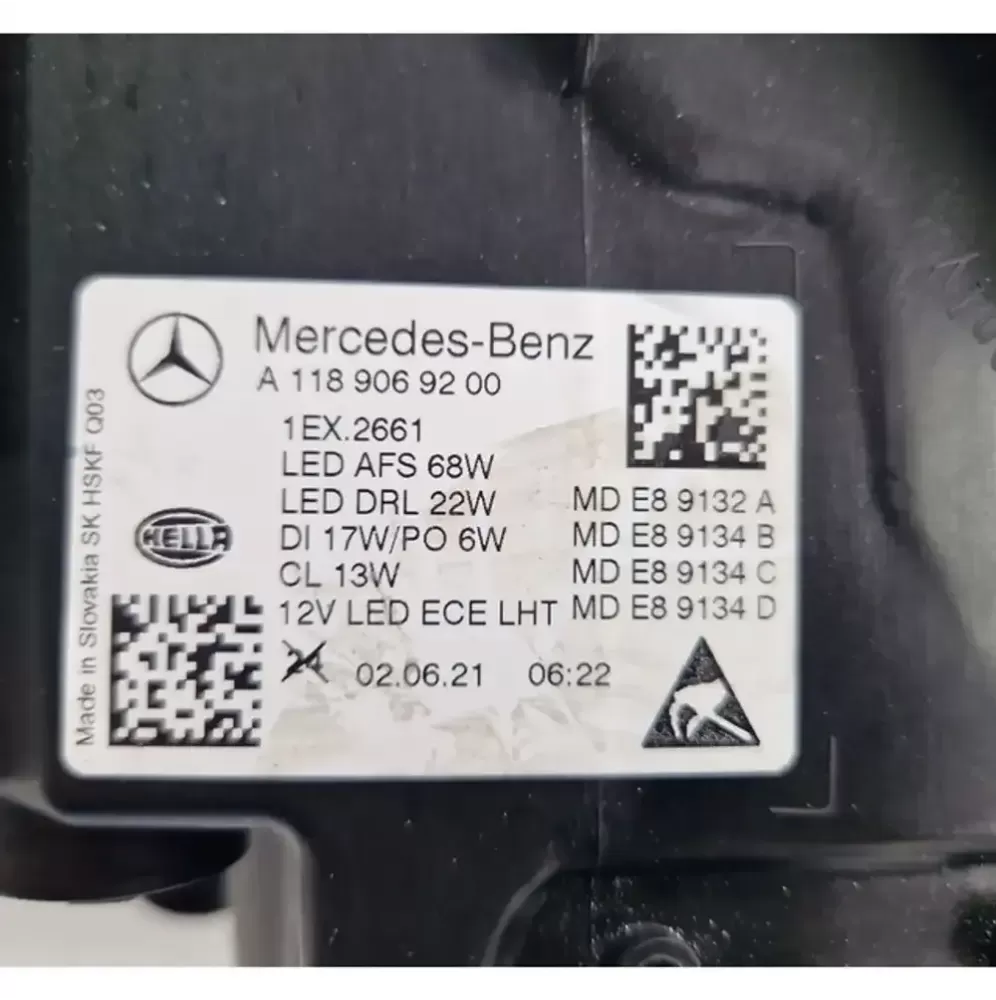 Mercedes-Benz
A 118 906 92 00
1EX.2661
LED AFS 68W
LED DRL 22W MD E8 9132 A
DI 17W/PO 6W MD E8 9134 B
CL 13W MD E8 9134 C
12V LED ECE LHT MD E8 9134 D
24 02.06.21 06:22
HELLA
Made in Slovakia SK HSKF Q03